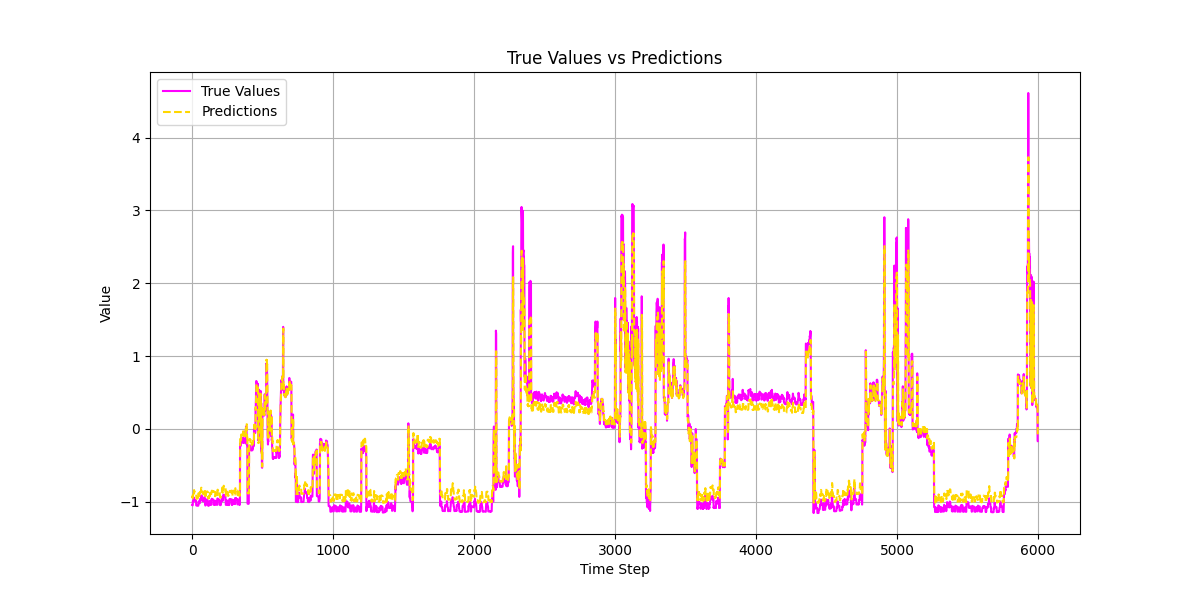 True Values vs Predictions
True Values
Predictions
Value
4
3
2
1
0
−1
0 1000 2000 3000 4000 5000 6000
Time Step